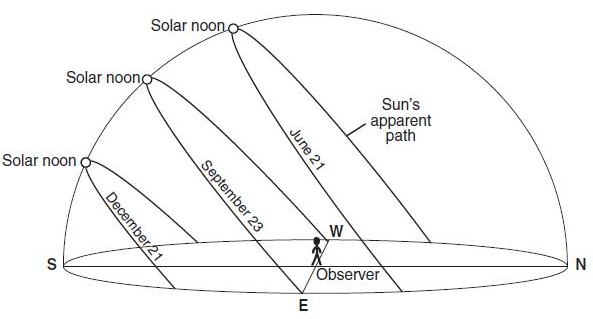 Solar noon
Solar noon
Sun's
apparent
path
June 21
Solar noon
September 23
December 21
W
S
N
Observer
E